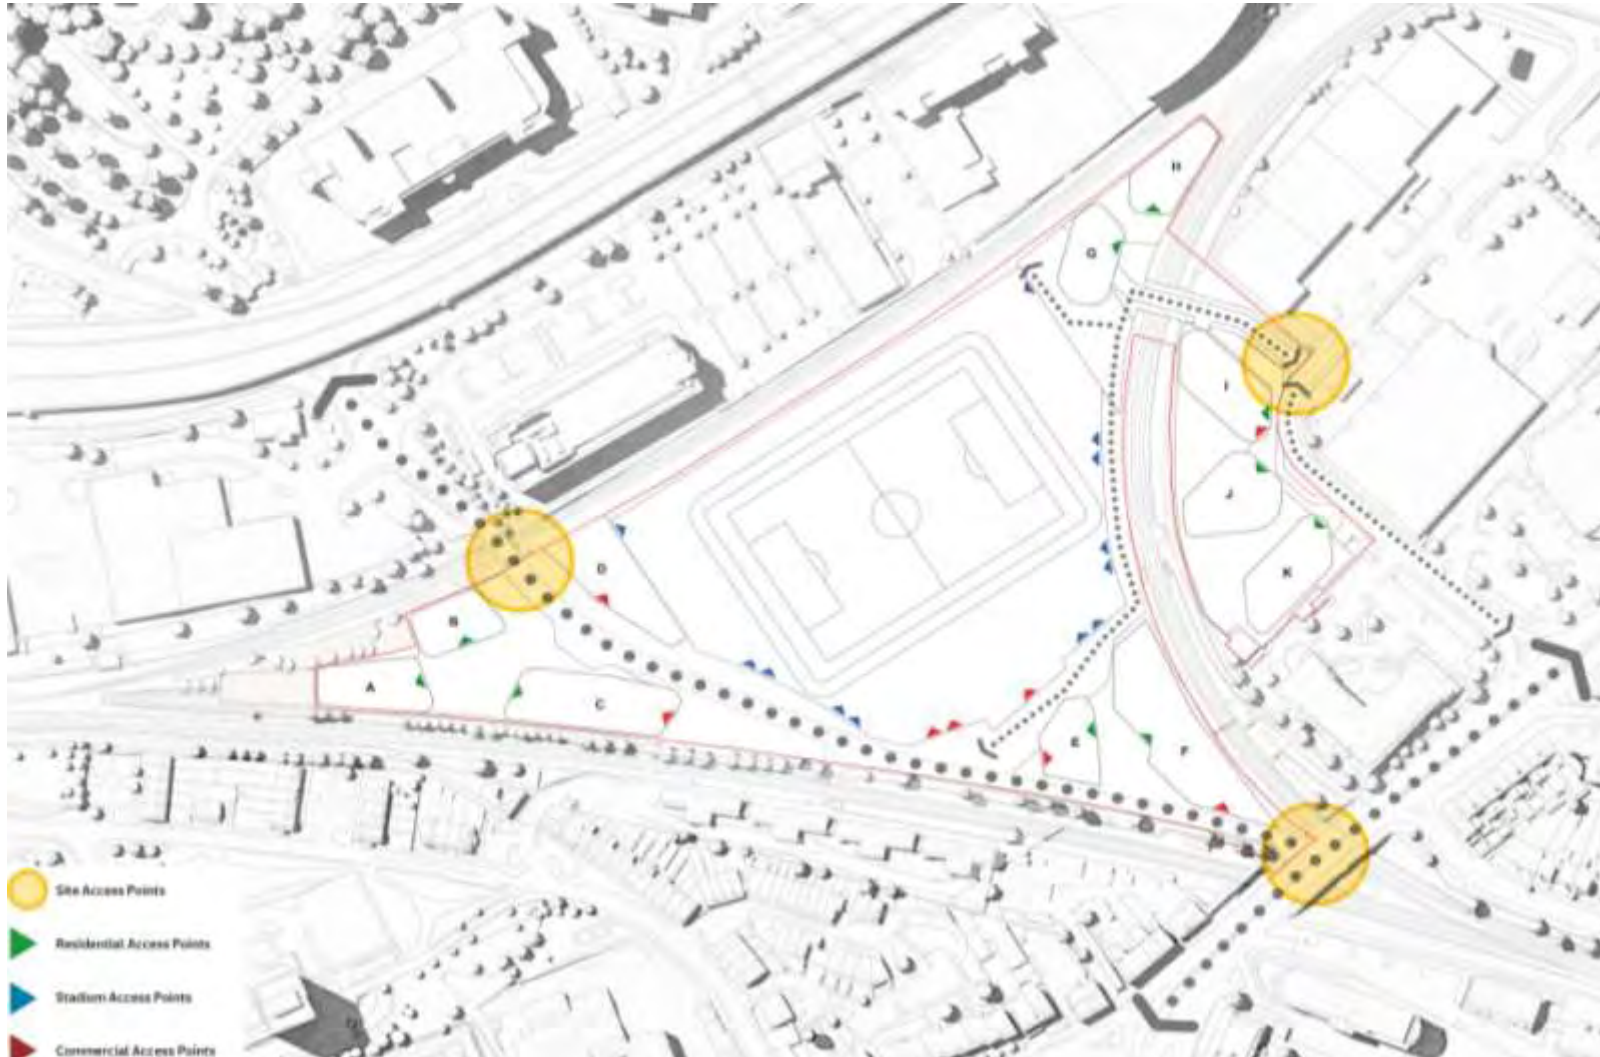 H
G
I
J
K
D
B
A
C
E
F
Site Access Points
Residential Access Points
Stadium Access Points
Commercial Access Points